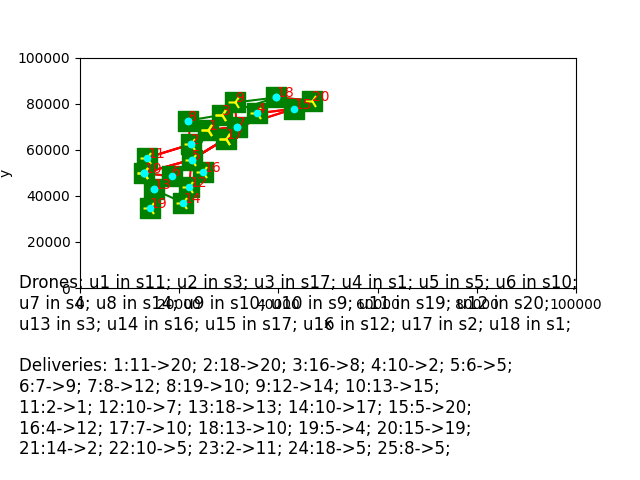 100000
80000
60000
40000
20000
0
y
0 20000 40000 60000 80000 100000
x
Drones: u1 in s11; u2 in s3; u3 in s17; u4 in s1; u5 in s5; u6 in s10;
u7 in s4; u8 in s14; u9 in s10; u10 in s9; u11 in s19; u12 in s20;
u13 in s3; u14 in s16; u15 in s17; u16 in s12; u17 in s2; u18 in s1;
Deliveries: 1:11->20; 2:18->20; 3:16->8; 4:10->2; 5:6->5;
6:7->9; 7:8->12; 8:19->10; 9:12->14; 10:13->15;
11:2->1; 12:10->7; 13:18->13; 14:10->17; 15:5->20;
16:4->12; 17:7->10; 18:13->10; 19:5->4; 20:15->19;
21:14->2; 22:10->5; 23:2->11; 24:18->5; 25:8->5;